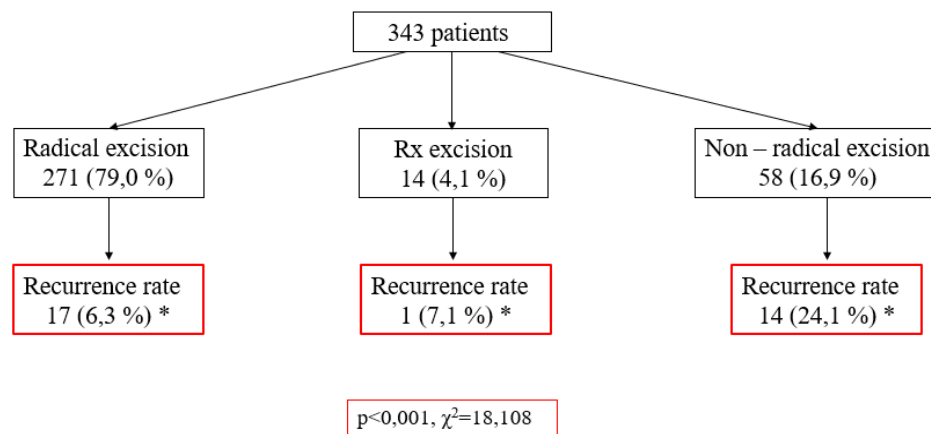 343 patients
Radical excision
271 (79,0 %)
Rx excision
14 (4,1 %)
Non – radical excision
58 (16,9 %)
Recurrence rate
17 (6,3 %) *
Recurrence rate
1 (7,1 %) *
Recurrence rate
14 (24,1 %) *
p<0,001, χ²=18,108